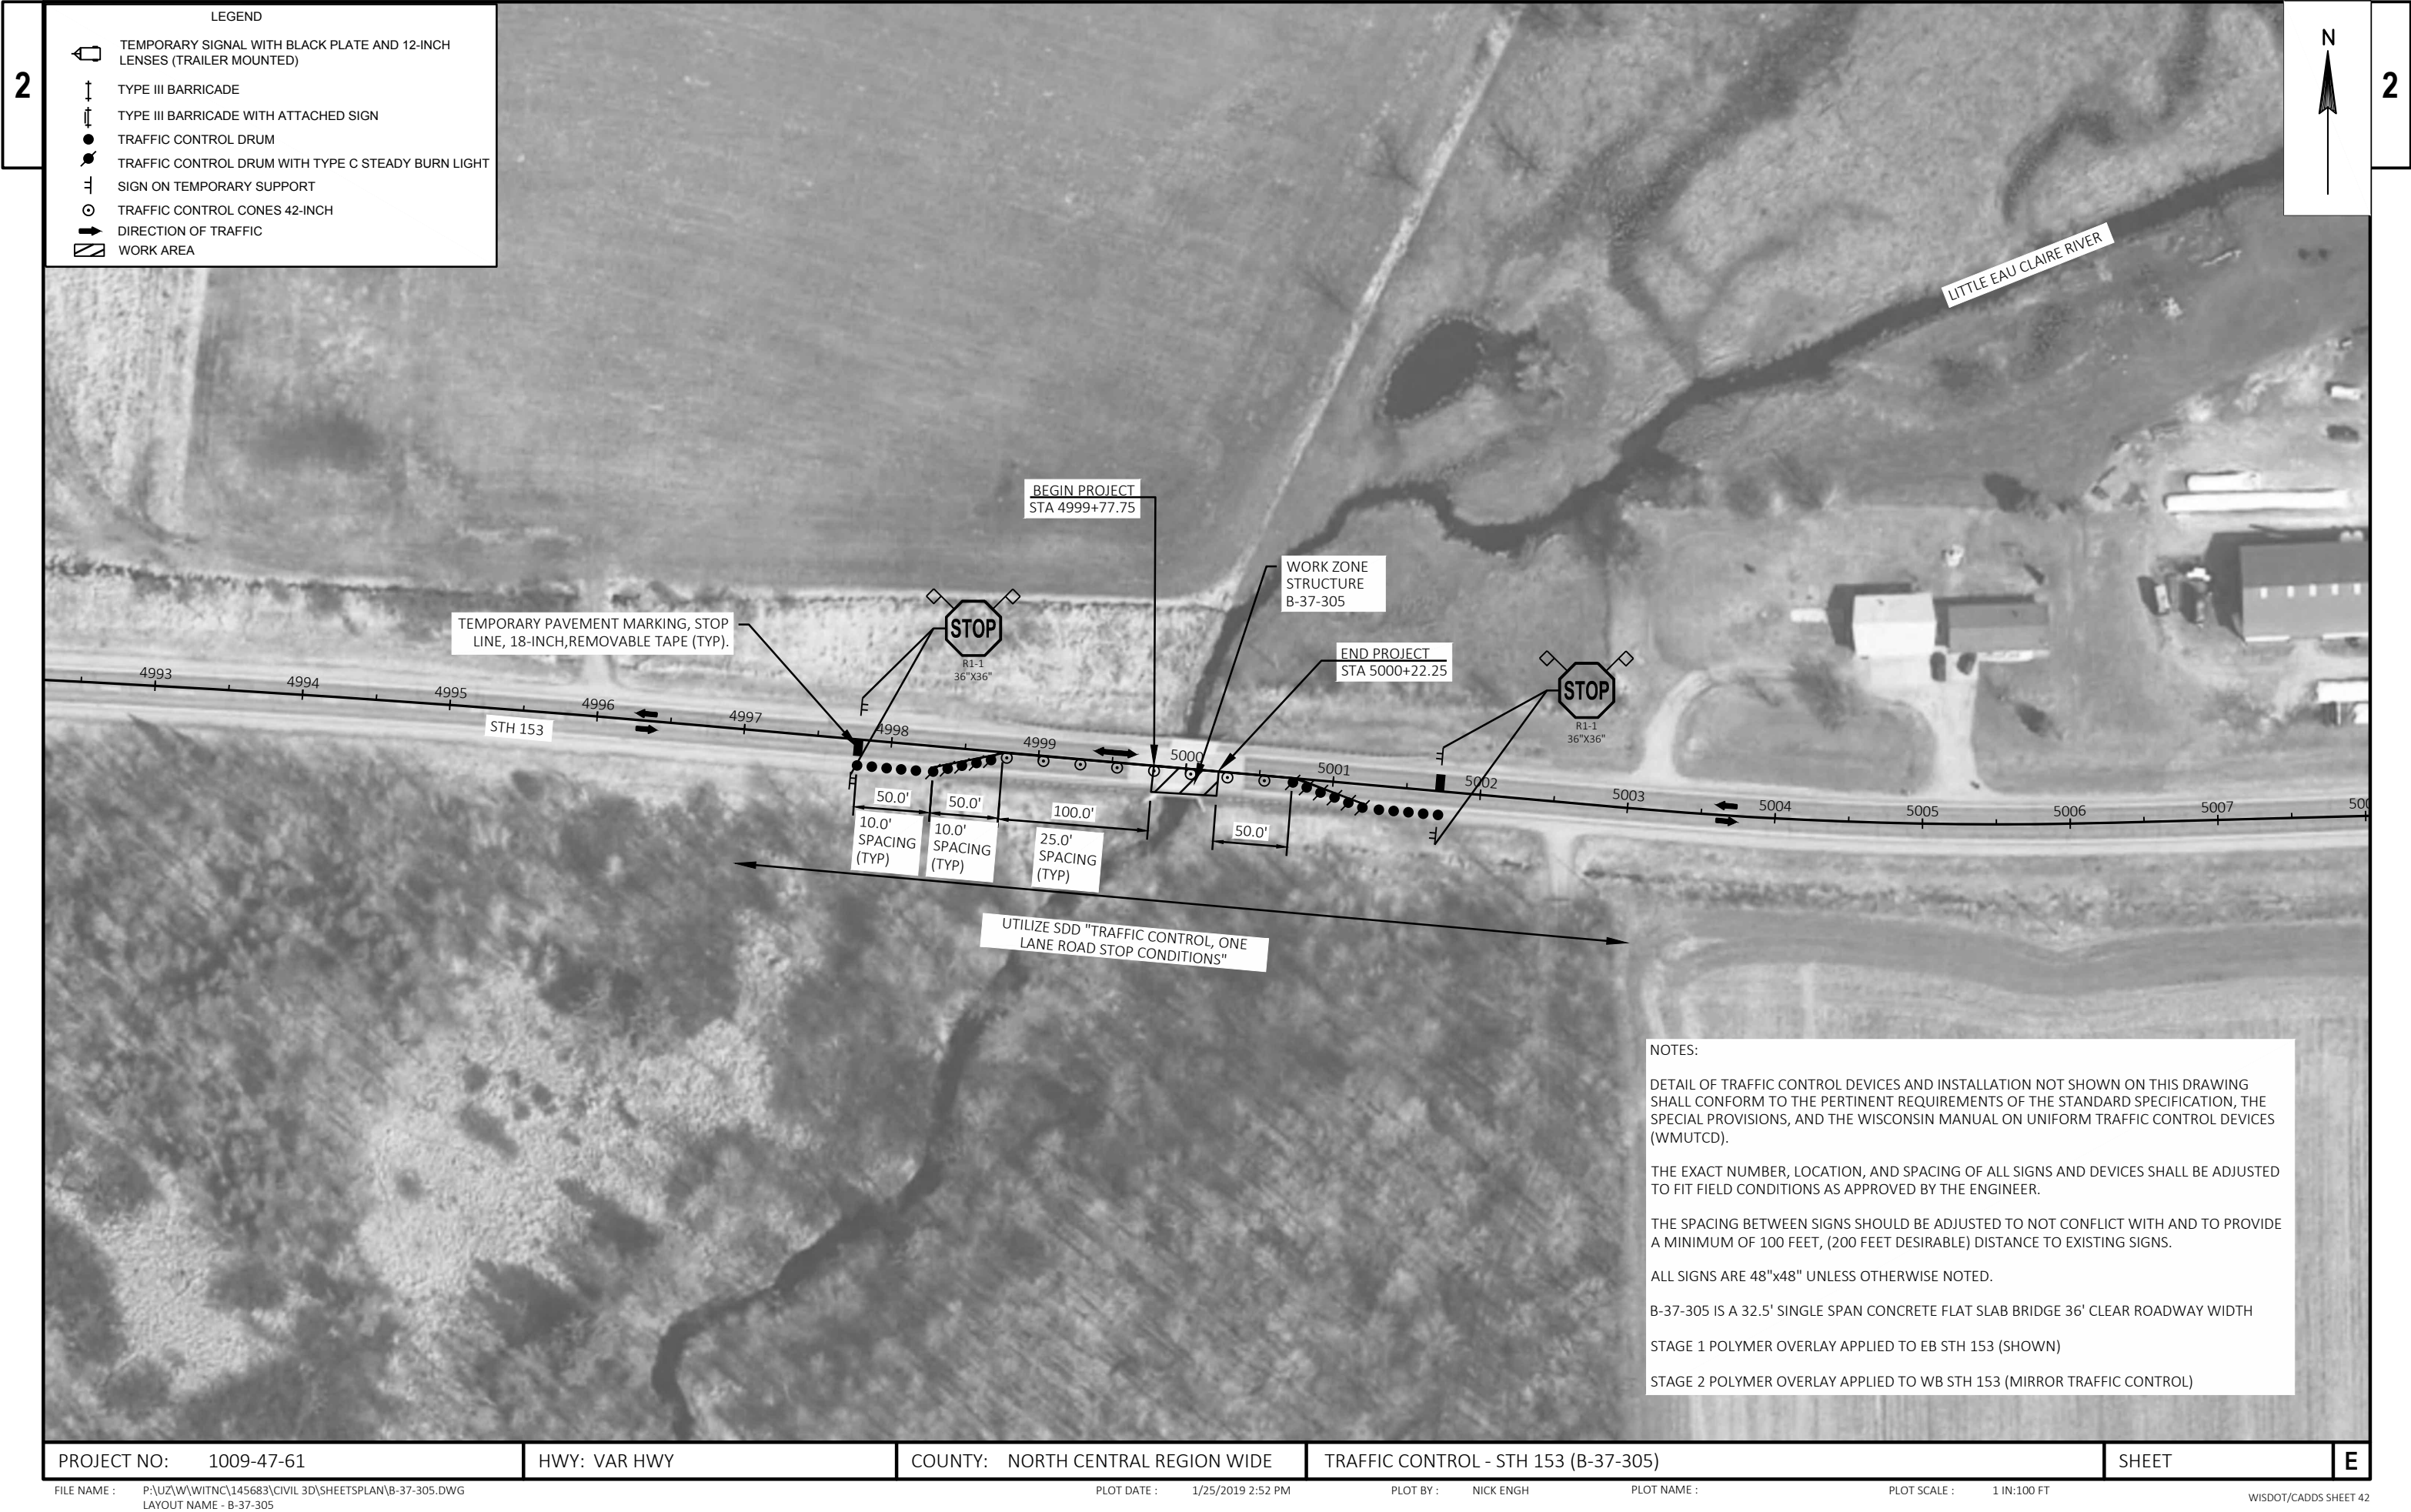 2
LEGEND
TEMPORARY SIGNAL WITH BLACK PLATE AND 12-INCH
LENSES (TRAILER MOUNTED)
TYPE III BARRICADE
TYPE III BARRICADE WITH ATTACHED SIGN
TRAFFIC CONTROL DRUM
TRAFFIC CONTROL DRUM WITH TYPE C STEADY BURN LIGHT
SIGN ON TEMPORARY SUPPORT
TRAFFIC CONTROL CONES 42-INCH
DIRECTION OF TRAFFIC
WORK AREA
N
2
LITTLE EAU CLAIRE RIVER
BEGIN PROJECT
STA 4999+77.75
WORK ZONE
STRUCTURE
B-37-305
TEMPORARY PAVEMENT MARKING, STOP
LINE, 18-INCH,REMOVABLE TAPE (TYP).
STOP
R1-1
36"X36"
END PROJECT
STA 5000+22.25
STOP
R1-1
36"X36"
4993
4994
4995
4996
4997
4998
4999
5000
5001
5002
5003
5004
5005
5006
5007
500
STH 153
50.0'
50.0'
100.0'
50.0'
10.0'
SPACING
(TYP)
10.0'
SPACING
(TYP)
25.0'
SPACING
(TYP)
UTILIZE SDD "TRAFFIC CONTROL, ONE
LANE ROAD STOP CONDITIONS"
NOTES:
DETAIL OF TRAFFIC CONTROL DEVICES AND INSTALLATION NOT SHOWN ON THIS DRAWING
SHALL CONFORM TO THE PERTINENT REQUIREMENTS OF THE STANDARD SPECIFICATION, THE
SPECIAL PROVISIONS, AND THE WISCONSIN MANUAL ON UNIFORM TRAFFIC CONTROL DEVICES
(WMUTCD).
THE EXACT NUMBER, LOCATION, AND SPACING OF ALL SIGNS AND DEVICES SHALL BE ADJUSTED
TO FIT FIELD CONDITIONS AS APPROVED BY THE ENGINEER.
THE SPACING BETWEEN SIGNS SHOULD BE ADJUSTED TO NOT CONFLICT WITH AND TO PROVIDE
A MINIMUM OF 100 FEET, (200 FEET DESIRABLE) DISTANCE TO EXISTING SIGNS.
ALL SIGNS ARE 48"x48" UNLESS OTHERWISE NOTED.
B-37-305 IS A 32.5' SINGLE SPAN CONCRETE FLAT SLAB BRIDGE 36' CLEAR ROADWAY WIDTH
STAGE 1 POLYMER OVERLAY APPLIED TO EB STH 153 (SHOWN)
STAGE 2 POLYMER OVERLAY APPLIED TO WB STH 153 (MIRROR TRAFFIC CONTROL)
PROJECT NO: 1009-47-61
HWY: VAR HWY
COUNTY: NORTH CENTRAL REGION WIDE
TRAFFIC CONTROL - STH 153 (B-37-305)
SHEET
E
FILE NAME : P:\UZ\W\WITNC\145683\CIVIL 3D\SHEETSPLAN\B-37-305.DWG
LAYOUT NAME - B-37-305
PLOT DATE : 1/25/2019 2:52 PM
PLOT BY : NICK ENGH
PLOT NAME :
PLOT SCALE : 1 IN:100 FT
WISDOT/CADDS SHEET 42